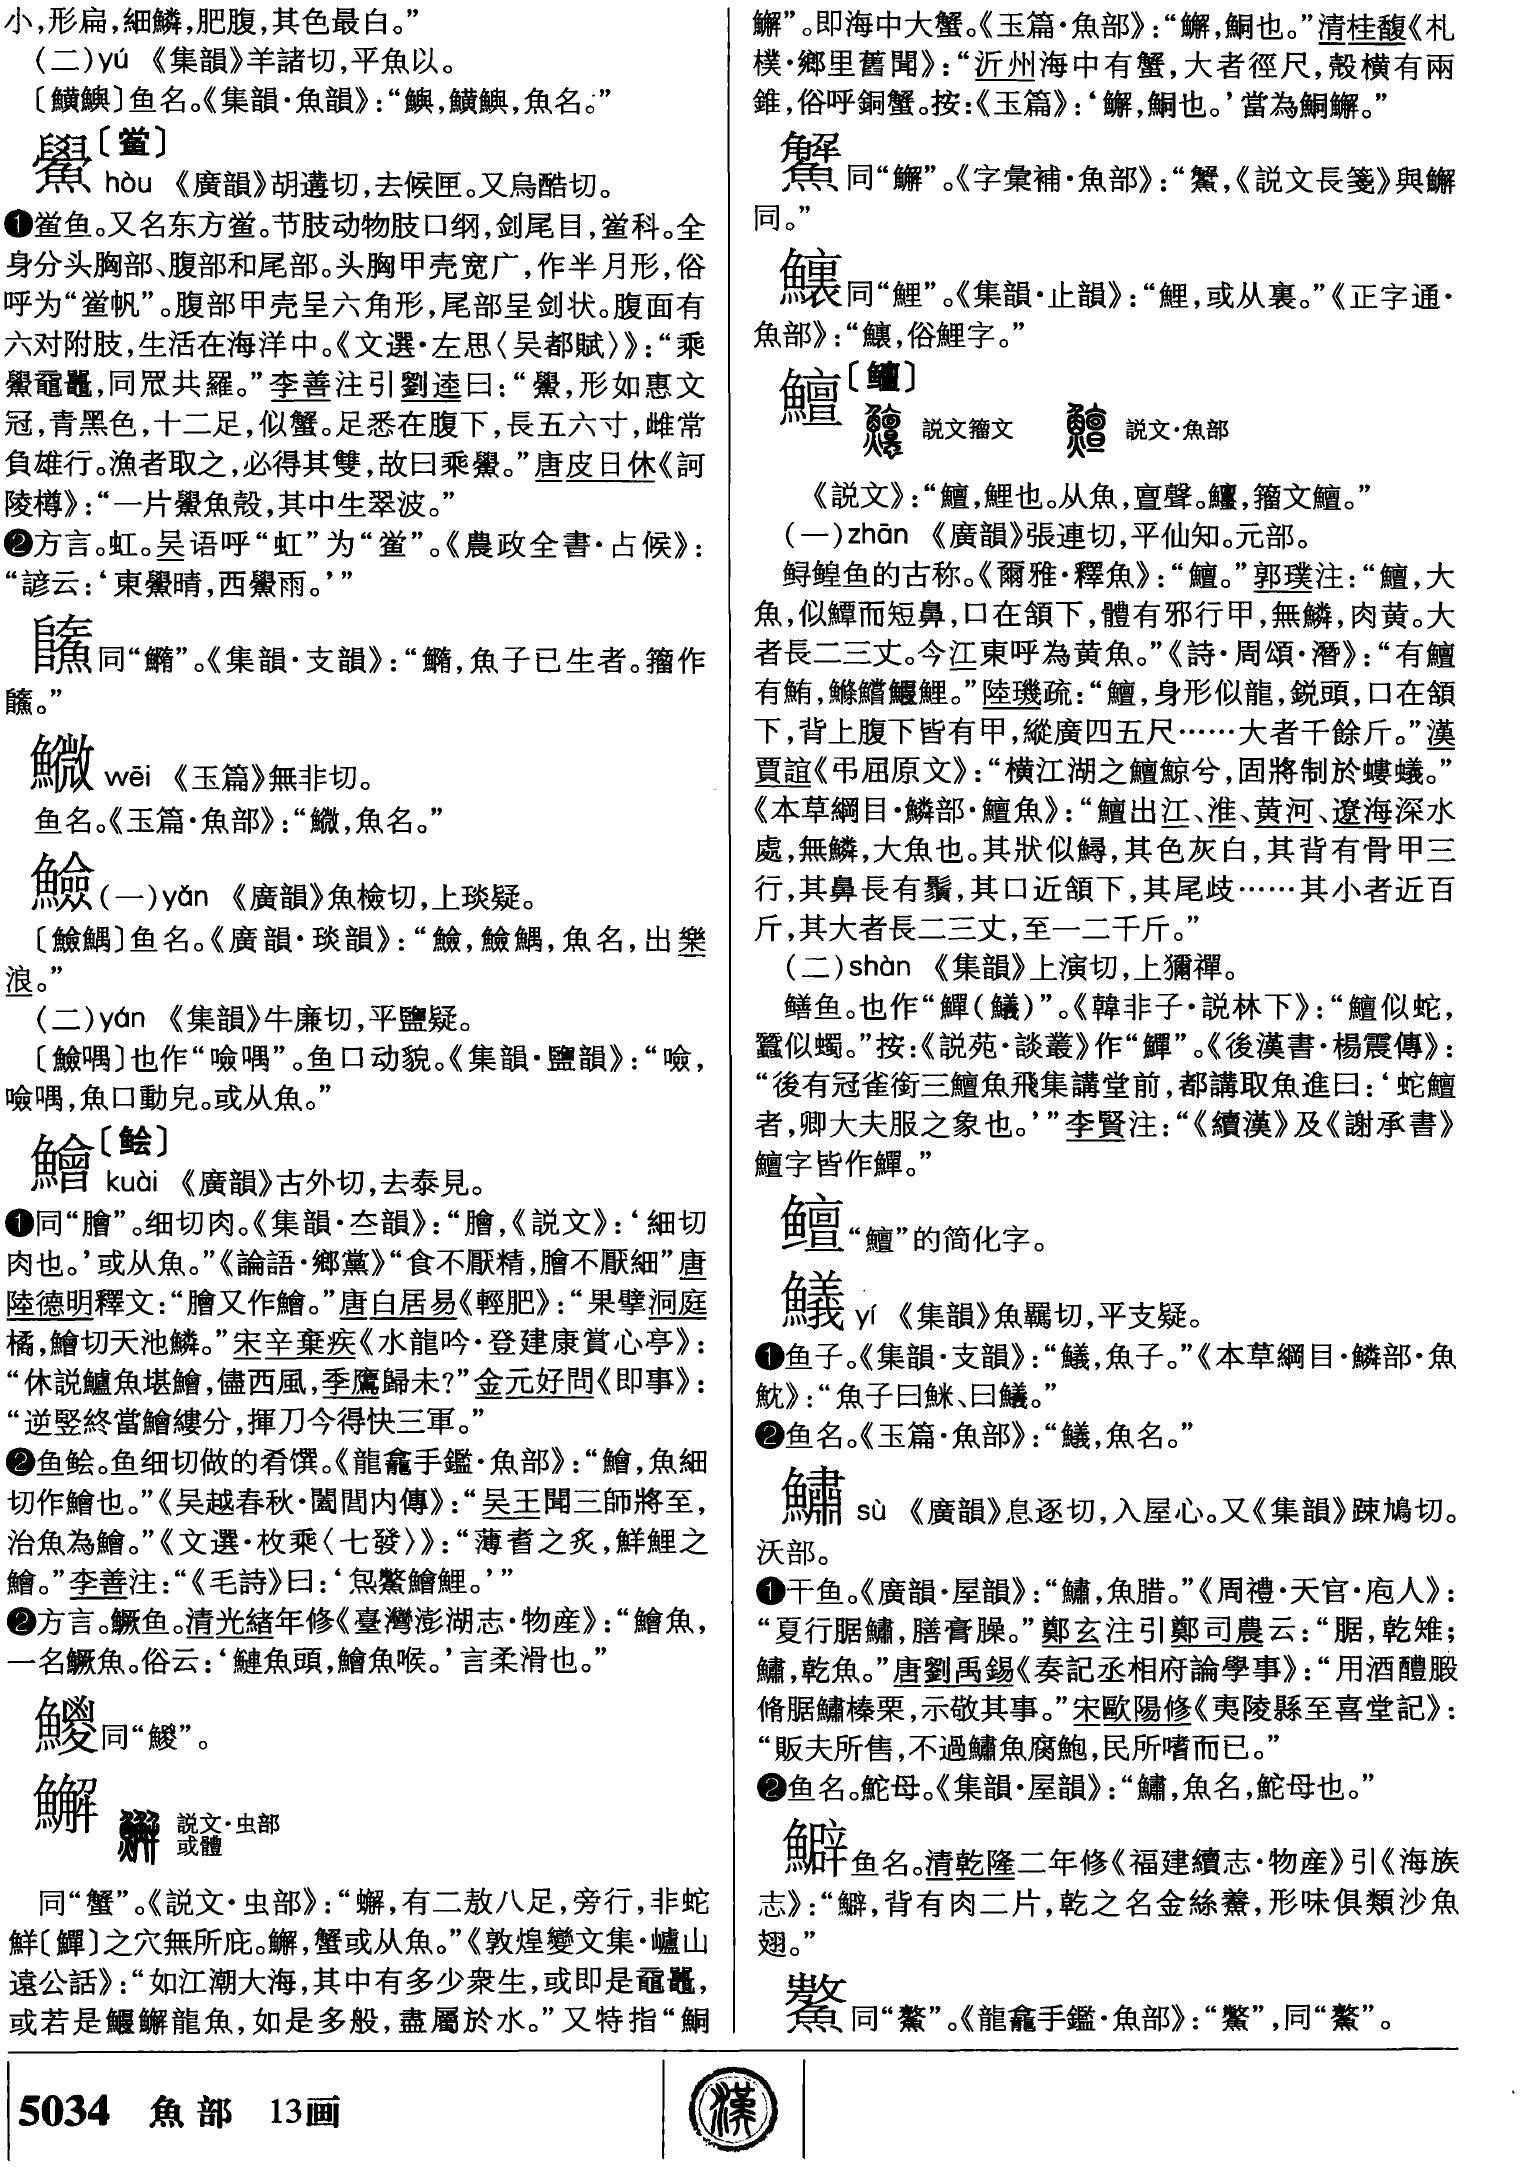 小,形扁,細鱗,肥腹,其色最白。”
(二)yú 《集韻》羊諸切,平魚以。
〔鱑鸒〕鱼名。《集韻·魚韻》:“魚名。”
鱟〔鲎〕
hòu 《廣韻》胡遘切,去候匣。又烏酷切。
❶鲎鱼。又名东方鲎。节肢动物肢口纲,剑尾目,鲎科。全
身分头胸部、腹部和尾部。头胸甲壳宽广,作半月形,俗
呼为“鲎帆”。腹部甲壳呈六角形,尾部呈剑状。腹面有
六对附肢,生活在海洋中。《文選·左思〈吴都賦〉》:“乘
鱟黿鼉,同眾共羅。”李善注引劉逵曰:“鱟,形如惠文
冠,青黑色,十二足,似蟹。足悉在腹下,長五六寸,雌常
負雄行。漁者取之,必得其雙,故曰乘鱟。”唐皮日休《訶
陵樽》:“一片鱟魚殼,其中生翠波。”
❷方言。虹。吴语呼“虹”为“鲎”。《農政全書·占候》:
“諺云:‘東鱟晴,西鱟雨。’”
同“鰖”。《集韻·支韻》:“鰖,魚子已生者。籀作
。”
wēi 《玉篇》無非切。
鱼名。《玉篇·魚部》:“魚名。”
鹼(一)yǎn 《廣韻》魚檢切,上琰疑。
〔鰅〕鱼名。《廣韻·琰韻》:“鰅,魚名,出樂
浪。”
(二)yán 《集韻》牛廉切,平鹽疑。
〔喁〕也作“噞喁”。鱼口动貌。《集韻·鹽韻》:“噞,
噞喁,魚口動皃。或从魚。”
鱠〔鲙〕
kuài 《廣韻》古外切,去泰見。
❶同“膾”。细切肉。《集韻·夳韻》:“膾,《説文》:‘細切
肉也。’或从魚。”《論語·鄉黨》“食不厭精,膾不厭細”唐
陸德明釋文:“膾又作鱠。”唐白居易《輕肥》:“果擘洞庭
橘,鱠切天池鱗。”宋辛棄疾《水龍吟·登建康賞心亭》:
“休説鱸魚堪鱠,儘西風,季鷹歸未?”金元好問《即事》:
“逆竪終當鱠縷分,揮刀今得快三軍。”
❷鱼鲙。鱼细切做的肴馔。《龍龕手鑑·魚部》:“鱠,魚細
切作鱠也。”《吴越春秋·闔閭内傳》:“吴王聞三師將至,
治魚為鱠。”《文選·枚乘〈七發〉》:“薄耆之炙,鮮鯉之
鱠。”李善注:“《毛詩》曰:‘炰鱉鱠鯉。’”
❷方言。鳜鱼。清光緒年修《臺灣澎湖志·物産》:“鱠魚,
一名鱖魚。俗云:‘鰱魚頭,鱠魚喉。’言柔滑也。”
同“鯼”。
鱰 説文·虫部
或體
同“蟹”。《説文·虫部》:“蠏,有二敖八足,旁行,非蛇
鮮〔鱓〕之穴無所庇。䲒,蟹或从魚。”《敦煌變文集·廬山
遠公話》:“如江潮大海,其中有多少衆生,或即是黿鼉,
或若是鰋䲒龍魚,如是多般,盡屬於水。”又特指“鮦
䲒”。即海中大蟹。《玉篇·魚部》:“䲒,鮦也。”清桂馥《札
樸·鄉里舊聞》:“沂州海中有蟹,大者徑尺,殼横有兩
錐,俗呼銅蟹。按:《玉篇》:‘䲒,鮦也。’當為鮦䲒。”
同“䲒”。《字彙補·魚部》:“《説文長箋》與䲒
同。”
同“鯉”。《集韻·止韻》:“鯉,或从裏。”《正字通·
魚部》:“俗鯉字。”
鱣〔鳣〕
説文籀文 説文·魚部
《説文》:“鱣,鯉也。从魚,亶聲。籀文鱣。”
(一)zhān 《廣韻》張連切,平仙知。元部。
鲟鳇鱼的古称。《爾雅·釋魚》:“鱣。”郭璞注:“鱣,大
魚,似鱏而短鼻,口在頷下,體有邪行甲,無鱗,肉黄。大
者長二三丈。今江東呼為黄魚。”《詩·周頌·潛》:“有鱣
有鮪,鰷鱨鰋鯉。”陸璣疏:“鱣,身形似龍,鋭頭,口在頷
下,背上腹下皆有甲,縱廣四五尺……大者千餘斤。”漢
賈誼《弔屈原文》:“横江湖之鱣鯨兮,固將制於螻蟻。”
《本草綱目·鱗部·鱣魚》:“鱣出江、淮、黄河、遼海深水
處,無鱗,大魚也。其狀似鱘,其色灰白,其背有骨甲三
行,其鼻長有鬚,其口近頷下,其尾歧……其小者近百
斤,其大者長二三丈,至一二千斤。”
(二)shàn 《集韻》上演切,上獮禪。
鳝鱼。也作“鱓(鱔)”。《韓非子·説林下》:“鱣似蛇,
蠶似蠋。”按:《説苑·談叢》作“鱓”。《後漢書·楊震傳》:
“後有冠雀銜三鱣魚飛集講堂前,都講取魚進曰:‘蛇鱣
者,卿大夫服之象也。’”李賢注:“《續漢》及《謝承書》
鱣字皆作鱓。”
鳣“鱣”的简化字。
鱶 yí 《集韻》魚羈切,平支疑。
❶鱼子。《集韻·支韻》:“魚子。”《本草綱目·鱗部·魚
鱿》:“魚子曰䱊、曰。”
❷鱼名。《玉篇·魚部》:“魚名。”
鱐 sù 《廣韻》息逐切,入屋心。又《集韻》踈鳩切。
沃部。
❶干鱼。《廣韻·屋韻》:“鱐,魚腊。”《周禮·天官·庖人》:
“夏行腒鱐,膳膏臊。”鄭玄注引鄭司農云:“腒,乾雉;
鱐,乾魚。”唐劉禹錫《奏記丞相府論學事》:“用酒醴腶
脩腒鱐榛栗,示敬其事。”宋歐陽修《夷陵縣至喜堂記》:
“販夫所售,不過鱐魚腐鮑,民所嗜而已。”
❷鱼名。鮀母。《集韻·屋韻》:“鱐,魚名,鮀母也。”
鱼名。清乾隆二年修《福建續志·物産》引《海族
志》:“背有肉二片,乾之名金絲鯗,形味俱類沙魚
翅。”
同“鰲”。《龍龕手鑑·魚部》:“同“鰲”。
5034 魚部 13画
漢